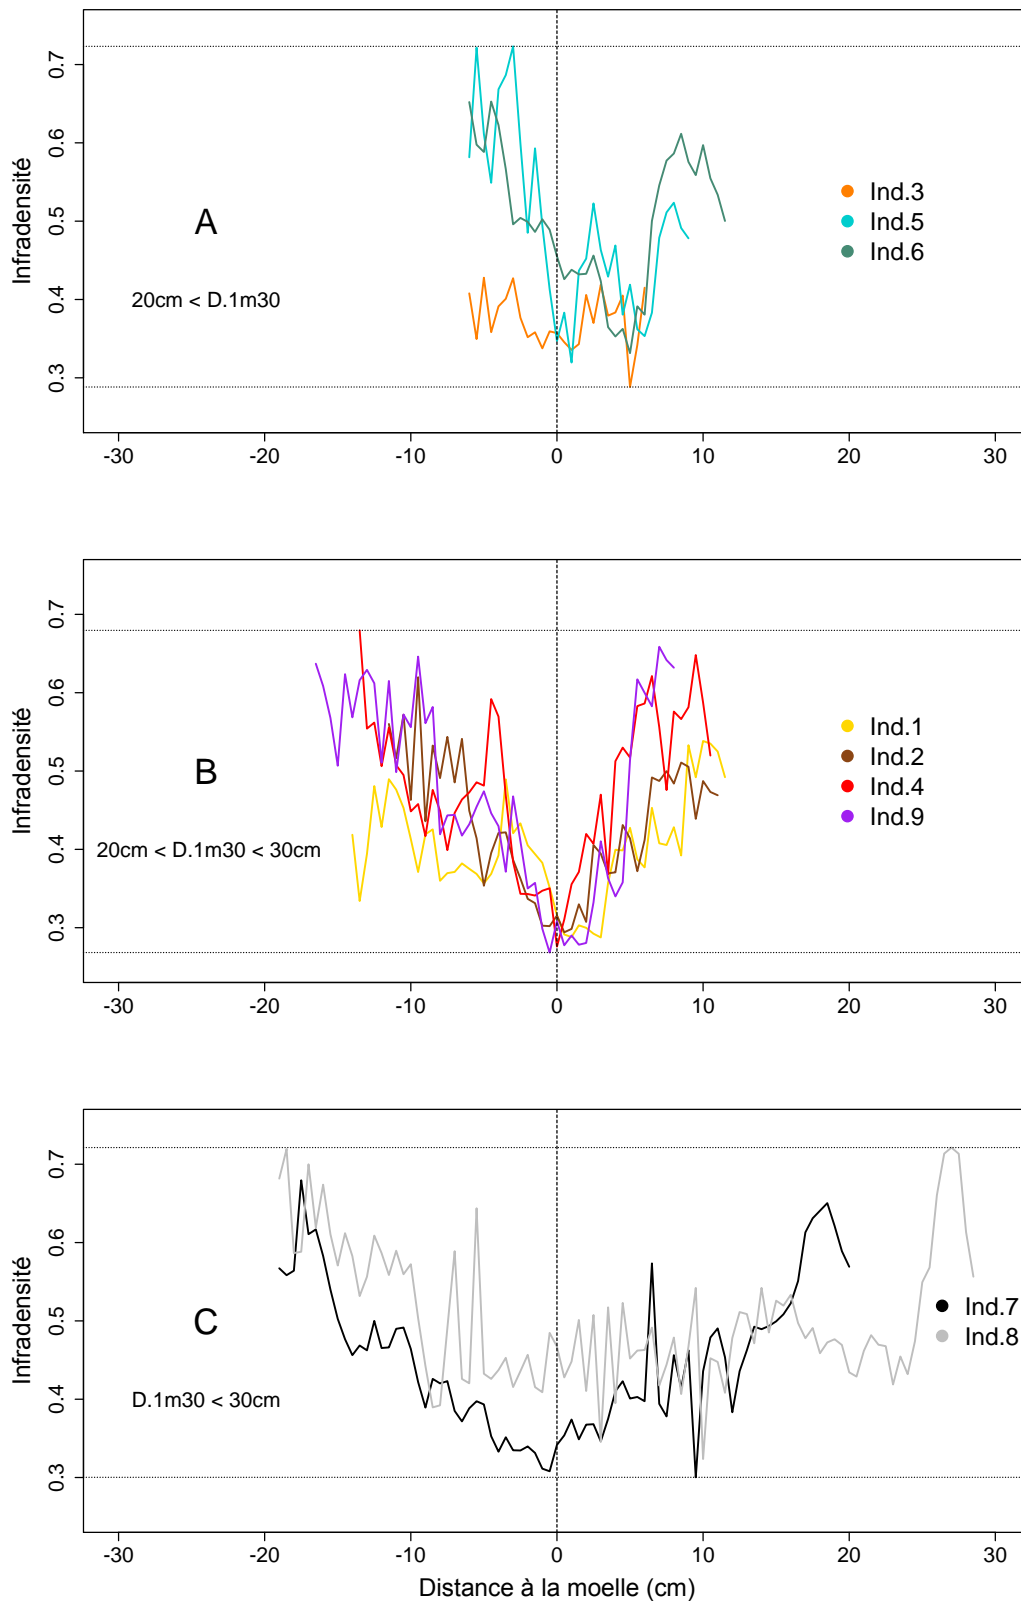 Infradensité
0.7
0.6
0.5
0.4
0.3
A
20cm < D.1m30
Ind.3
Ind.5
Ind.6
-30 -20 -10 0 10 20 30
Infradensité
0.7
0.6
0.5
0.4
0.3
B
20cm < D.1m30 < 30cm
Ind.1
Ind.2
Ind.4
Ind.9
-30 -20 -10 0 10 20 30
Infradensité
0.7
0.6
0.5
0.4
0.3
C
D.1m30 < 30cm
Ind.7
Ind.8
-30 -20 -10 0 10 20 30
Distance à la moelle (cm)